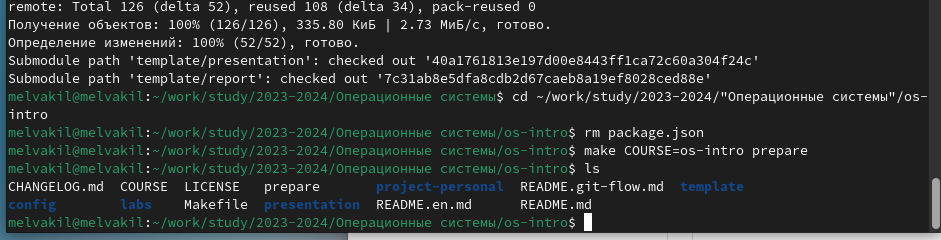 remote: Total 126 (delta 52), reused 108 (delta 34), pack-reused 0
Получение объектов: 100% (126/126), 335.80 КиБ | 2.73 МиБ/с, готово.
Определение изменений: 100% (52/52), готово.
Submodule path 'template/presentation': checked out '40a1761813e197d00e8443ff1ca72c60a304f24c'
Submodule path 'template/report': checked out '7c31ab8e5dfa8cdb2d67caeb8a19ef8028ced88e'
melvakil@melvakil:~/work/study/2023-2024/Операционные системы$ cd ~/work/study/2023-2024/"Операционные системы"/os-
intro
melvakil@melvakil:~/work/study/2023-2024/Операционные системы/os-intro$ rm package.json
melvakil@melvakil:~/work/study/2023-2024/Операционные системы/os-intro$ make COURSE=os-intro prepare
melvakil@melvakil:~/work/study/2023-2024/Операционные системы/os-intro$ ls
CHANGELOG.md  COURSE  LICENSE   prepare       project-personal  README.git-flow.md  template
config        labs    Makefile  presentation  README.en.md      README.md
melvakil@melvakil:~/work/study/2023-2024/Операционные системы/os-intro$